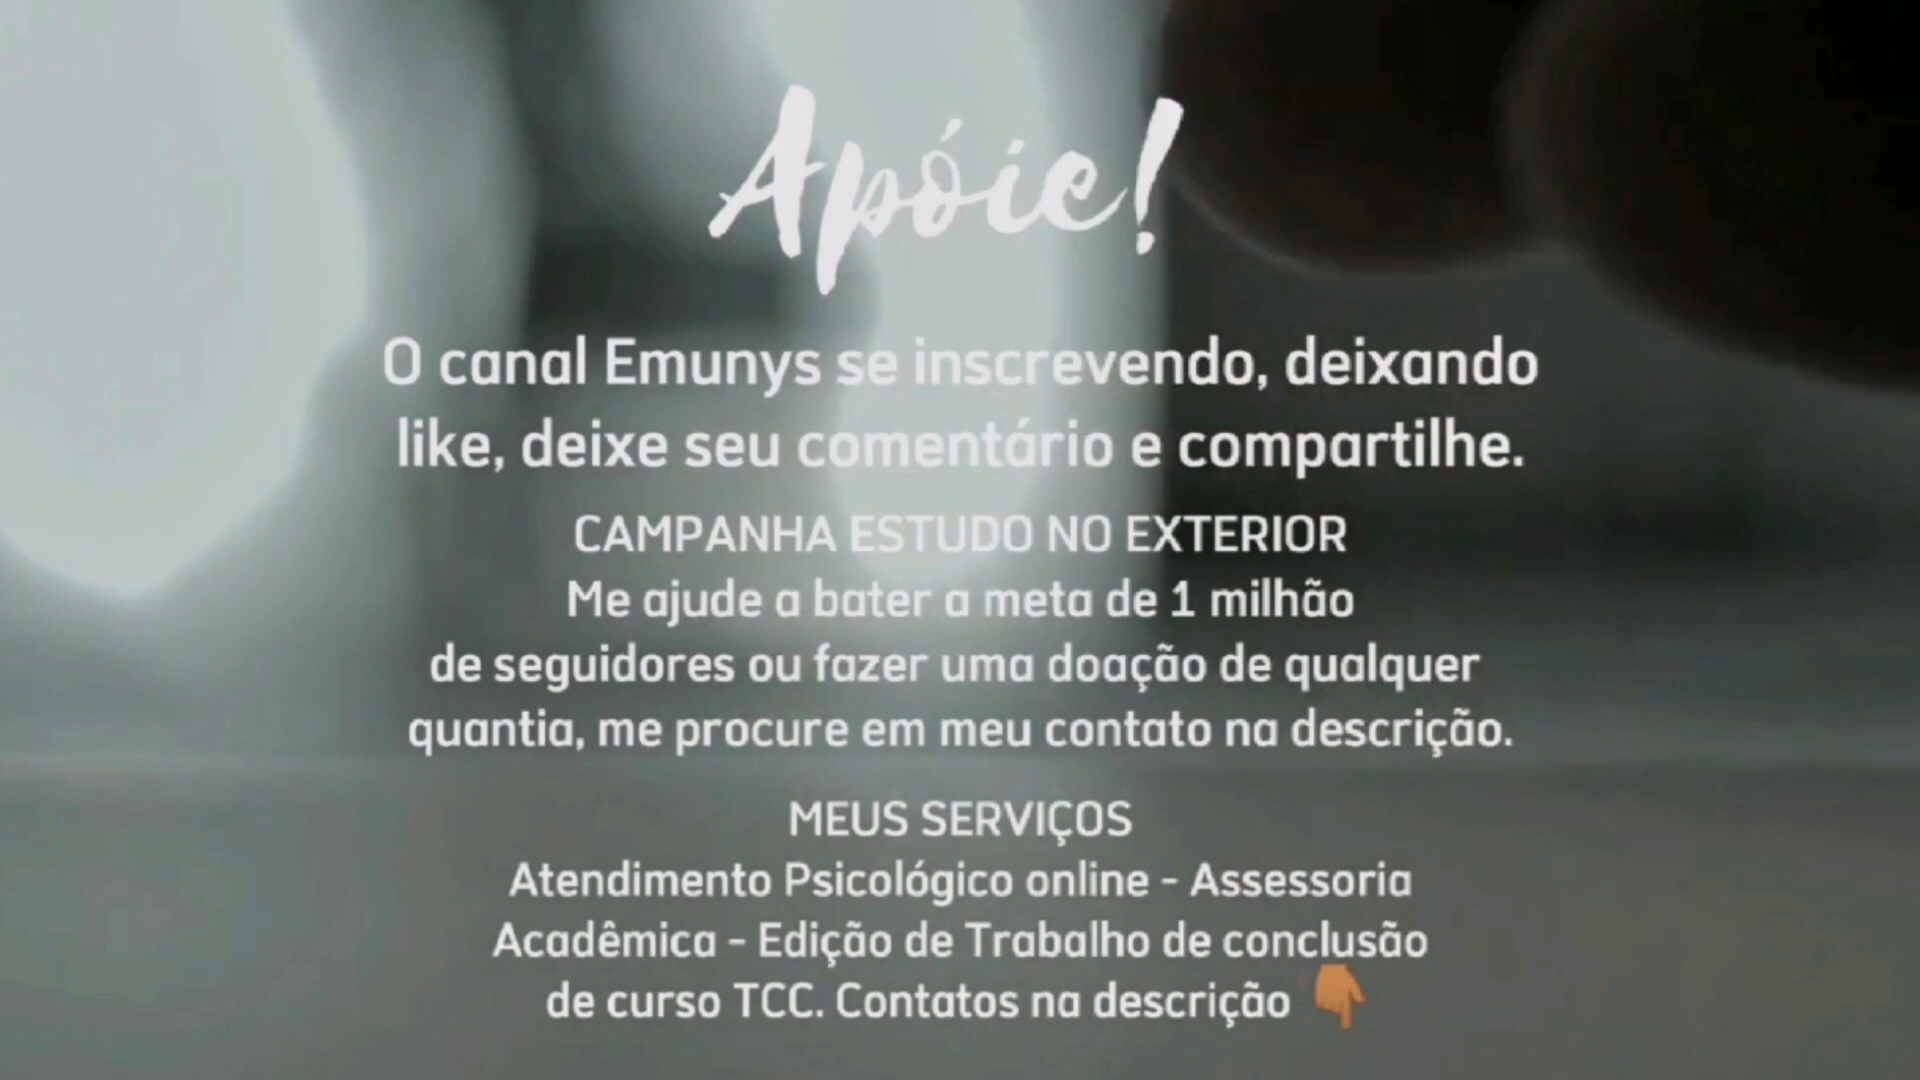 Apóie!
O canal Emunys se inscrevendo, deixando
like, deixe seu comentário e compartilhe.
CAMPANHA ESTUDO NO EXTERIOR
Me ajude a bater a meta de 1 milhão
de seguidores ou fazer uma doação de qualquer
quantia, me procure em meu contato na descrição.
MEUS SERVIÇOS
Atendimento Psicológico online - Assessoria
Acadêmica - Edição de Trabalho de conclusão
de curso TCC. Contatos na descrição 👇